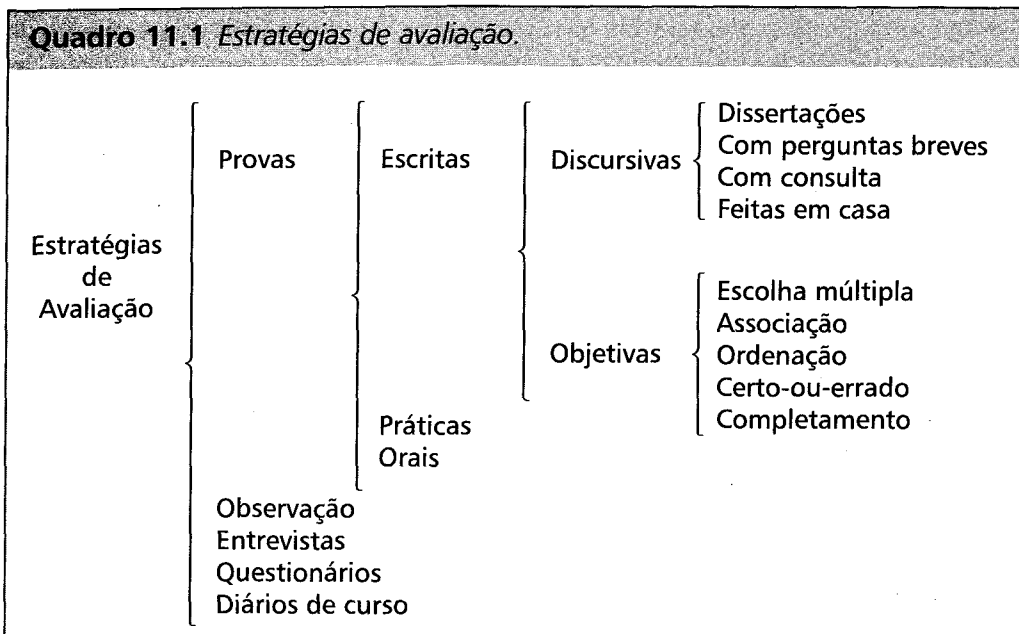 Quadro 11.1 Estratégias de avaliação.
Estratégias
de
Avaliação
Provas
Escritas
Discursivas
Dissertações
Com perguntas breves
Com consulta
Feitas em casa
Objetivas
Escolha múltipla
Associação
Ordenação
Certo-ou-errado
Completamento
Práticas
Orais
Observação
Entrevistas
Questionários
Diários de curso